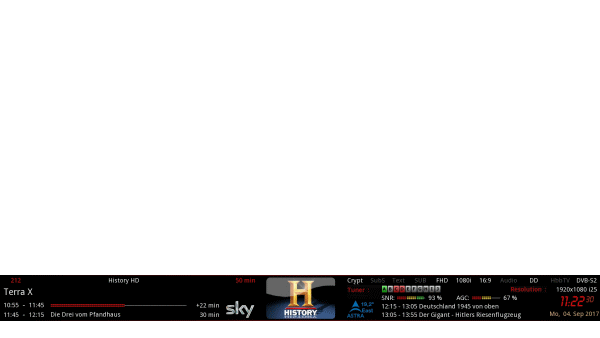 212 History HD 50 min
Terra X
10:55 - 11:45 +22 min
11:45 - 12:15 Die Drei vom Pfandhaus 30 min
sky
H
HISTORY
Crypt SubS Text SUB FHD 1080i 16:9 Audio DD HbbTV DVB-S2
Tuner : A B C D E F G H I J Resolution : 1920x1080 i25
SNR: 93 % AGC: 67 %
19,2°
East
ASTRA
12:15 - 13:05 Deutschland 1945 von oben
13:05 - 13:55 Der Gigant - Hitlers Riesenflugzeug
11:22 30
Mo, 04. Sep 2017